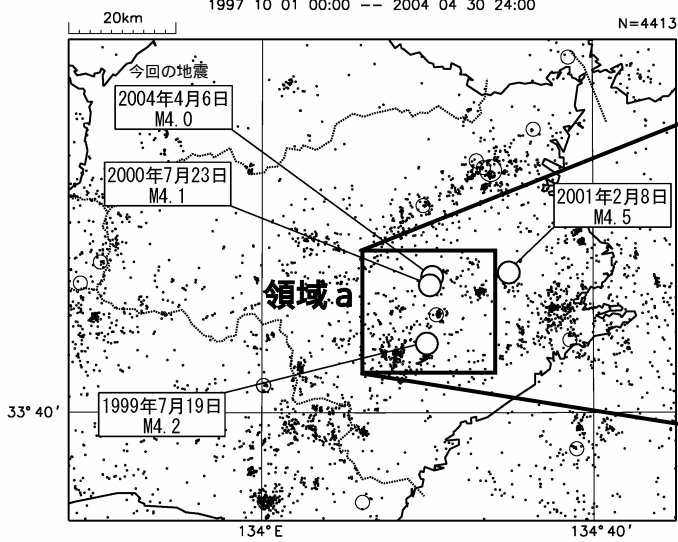 1997 10 01 00:00 -- 2004 04 30 24:00
20km
N=4413
今回の地震
2004年4月6日
M4.0
2000年7月23日
M4.1
2001年2月8日
M4.5
領域a
1999年7月19日
M4.2
33°40′
134°E
134°40′